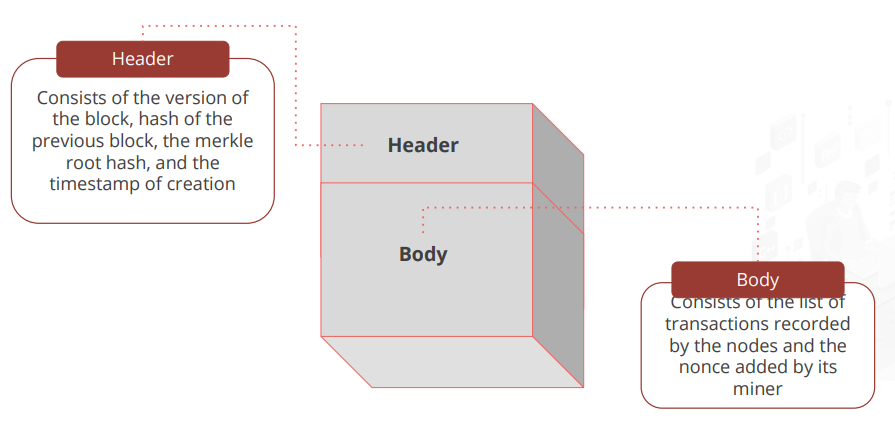 Header
Consists of the version of
the block, hash of the
previous block, the merkle
root hash, and the
timestamp of creation
Header
Body
Body
Consists of the list of
transactions recorded
by the nodes and the
nonce added by its
miner